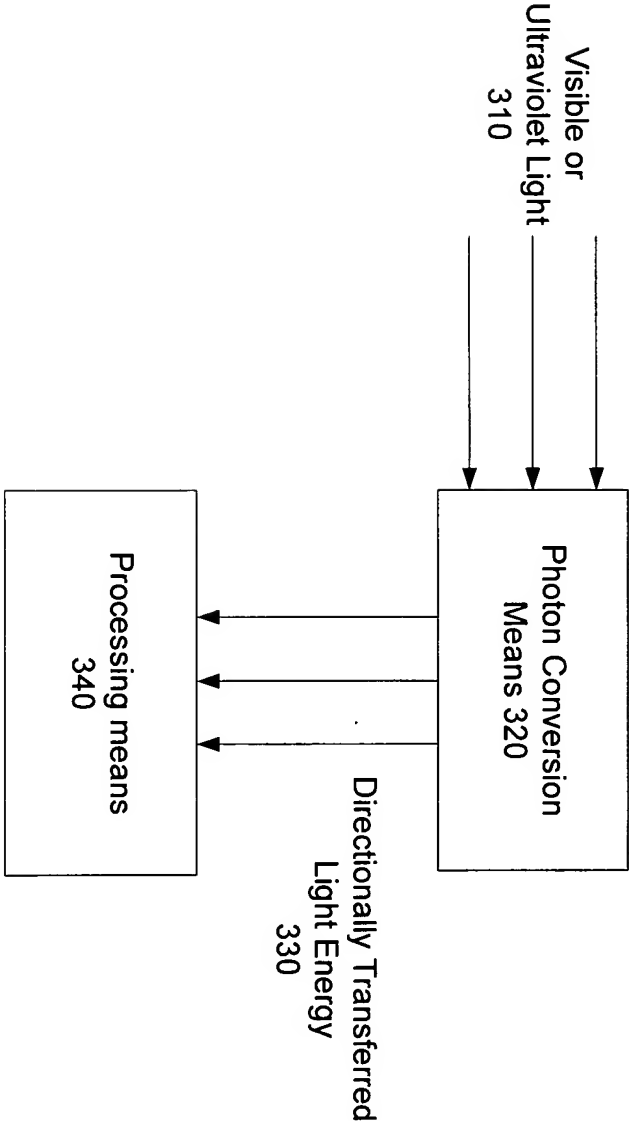 Visible or
Ultraviolet Light
310
Photon Conversion
Means 320
Directionally Transferred
Light Energy
330
Processing means
340